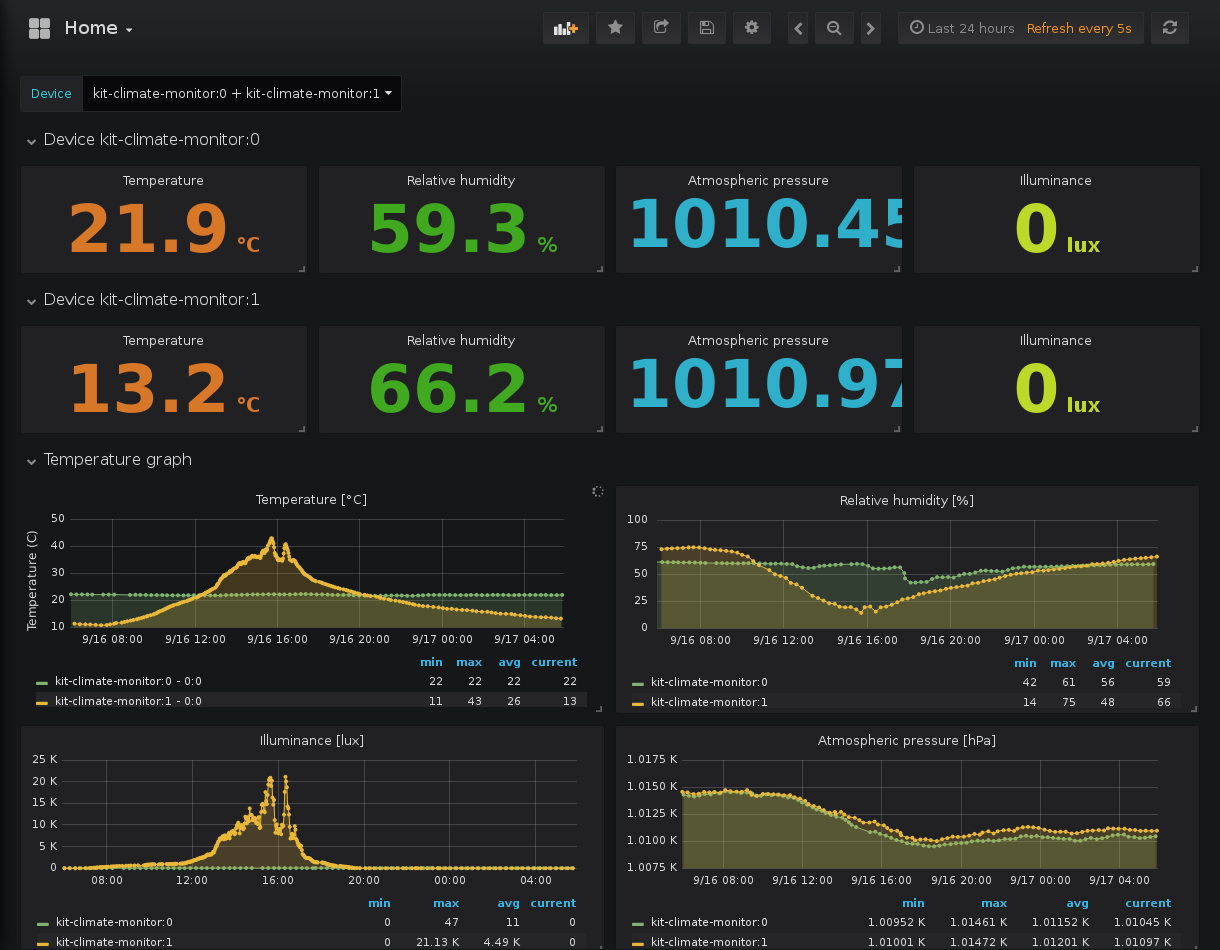 Home
Last 24 hours Refresh every 5s
Device kit-climate-monitor:0 + kit-climate-monitor:1
Device kit-climate-monitor:0
Temperature Relative humidity Atmospheric pressure Illuminance
21.9 °C 59.3 % 1010.45 0 lux
Device kit-climate-monitor:1
Temperature Relative humidity Atmospheric pressure Illuminance
13.2 °C 66.2 % 1010.97 0 lux
Temperature graph
Temperature [°C]
Temperature (C)
50
40
30
20
10
9/16 08:00 9/16 12:00 9/16 16:00 9/16 20:00 9/17 00:00 9/17 04:00
min max avg current
kit-climate-monitor:0 - 0:0 22 22 22 22
kit-climate-monitor:1 - 0:0 11 43 26 13
Relative humidity [%]
100
75
50
25
0
9/16 08:00 9/16 12:00 9/16 16:00 9/16 20:00 9/17 00:00 9/17 04:00
min max avg current
kit-climate-monitor:0 42 61 56 59
kit-climate-monitor:1 14 75 48 66
Illuminance [lux]
25 K
20 K
15 K
10 K
5 K
0
08:00 12:00 16:00 20:00 00:00 04:00
min max avg current
kit-climate-monitor:0 0 47 11 0
kit-climate-monitor:1 0 21.13 K 4.49 K 0
Atmospheric pressure [hPa]
1.0175 K
1.0150 K
1.0125 K
1.0100 K
1.0075 K
9/16 08:00 9/16 12:00 9/16 16:00 9/16 20:00 9/17 00:00 9/17 04:00
min max avg current
kit-climate-monitor:0 1.00952 K 1.01461 K 1.01152 K 1.01045 K
kit-climate-monitor:1 1.01001 K 1.01472 K 1.01201 K 1.01097 K